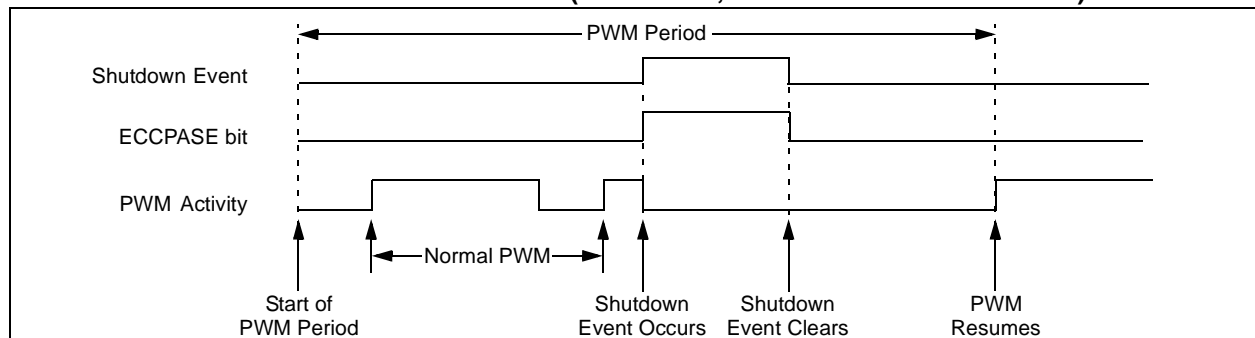 PWM Period
Shutdown Event
ECCPASE bit
PWM Activity
Normal PWM
Start of
PWM Period
Shutdown
Event Occurs
Shutdown
Event Clears
PWM
Resumes